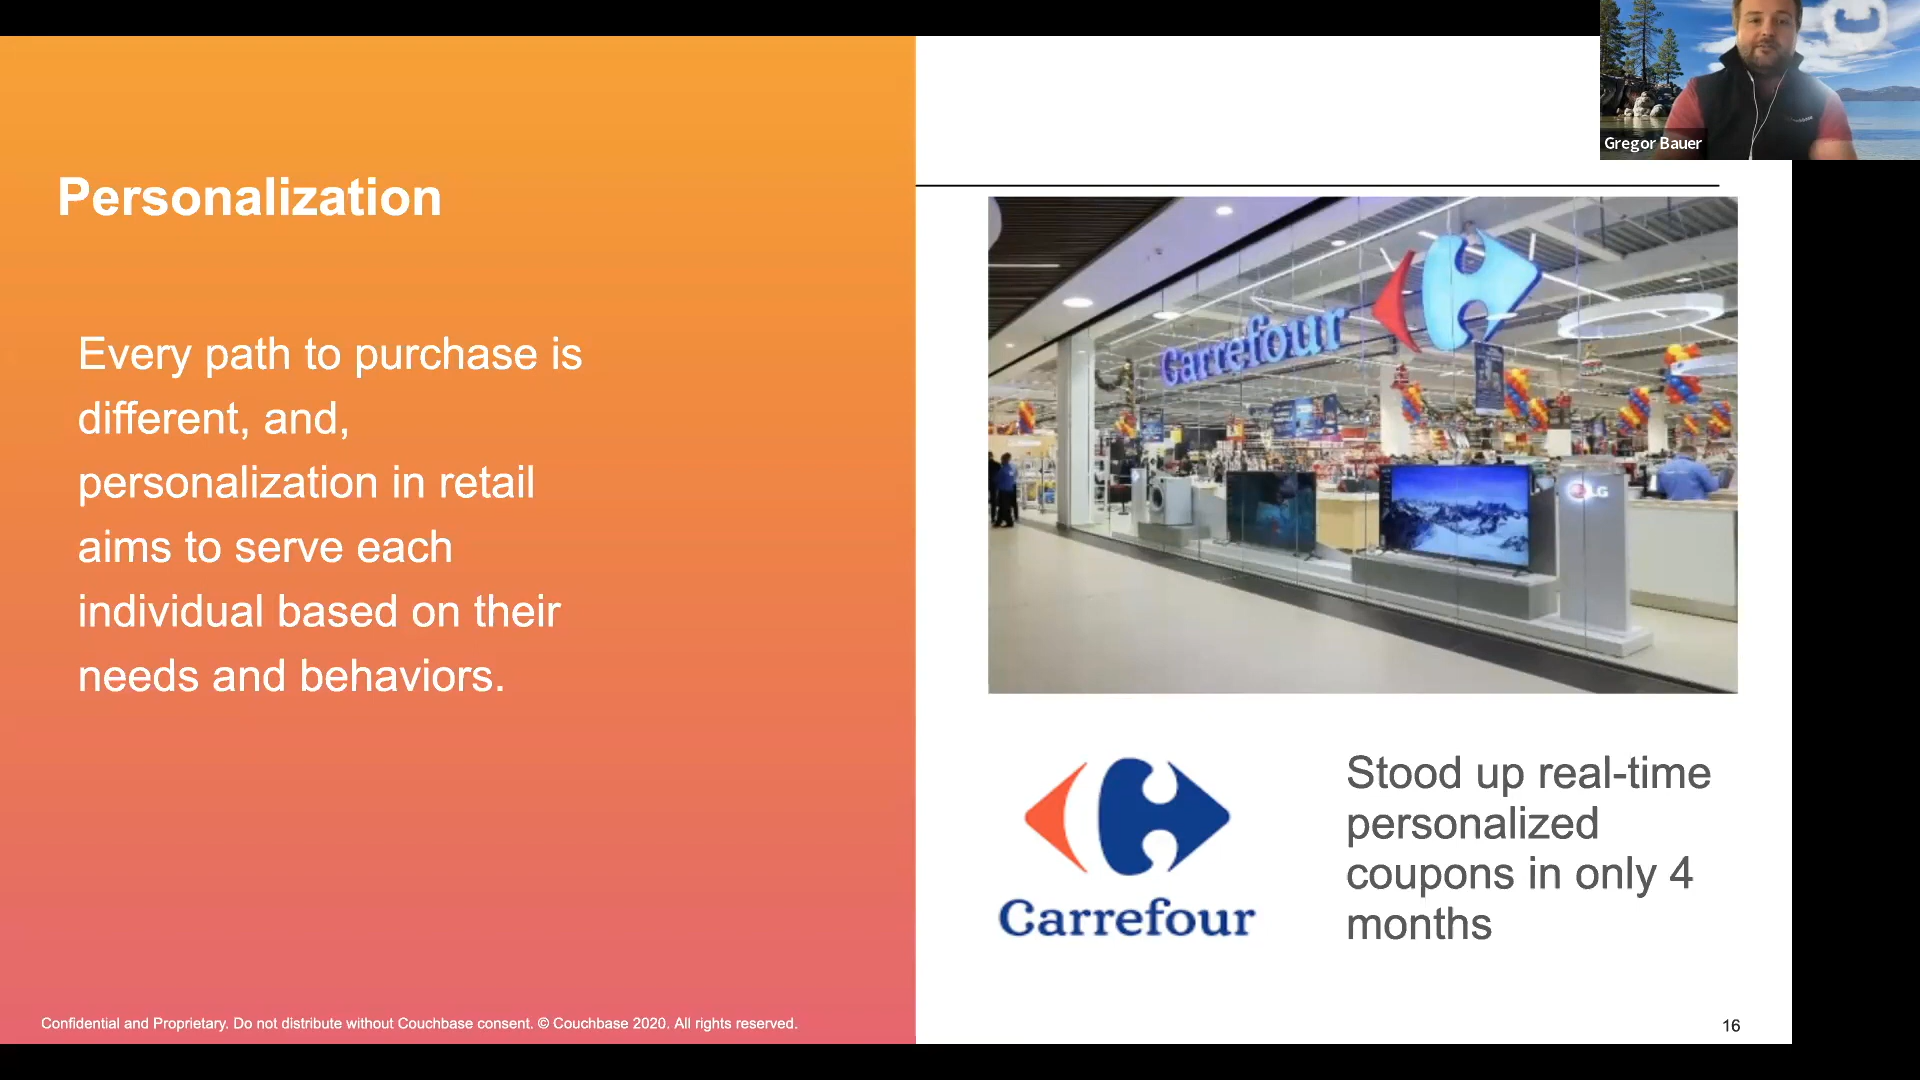 Gregor Bauer
Personalization
Every path to purchase is
different, and,
personalization in retail
aims to serve each
individual based on their
needs and behaviors.
Carrefour
LG
Carrefour
Stood up real-time
personalized
coupons in only 4
months
Confidential and Proprietary. Do not distribute without Couchbase consent. © Couchbase 2020. All rights reserved.
16